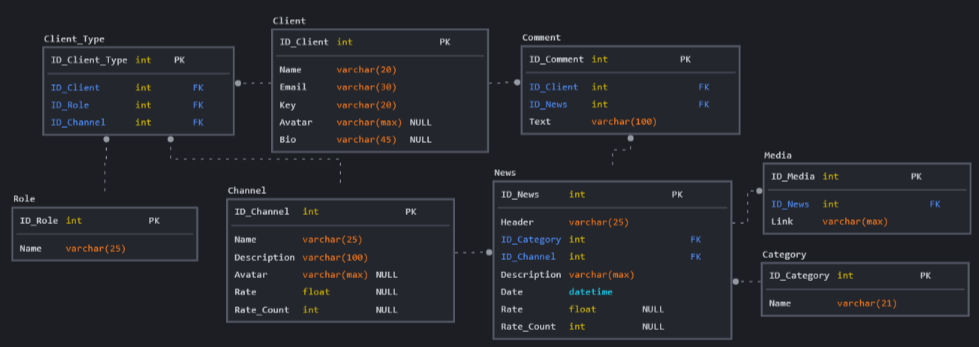 Client_Type
ID_Client_Type int PK
ID_Client int FK
ID_Role int FK
ID_Channel int FK
Client
ID_Client int PK
Name varchar(20)
Email varchar(30)
Key varchar(20)
Avatar varchar(max) NULL
Bio varchar(45) NULL
Comment
ID_Comment int PK
ID_Client int FK
ID_News int FK
Text varchar(100)
Role
ID_Role int PK
Name varchar(25)
Channel
ID_Channel int PK
Name varchar(25)
Description varchar(100)
Avatar varchar(max) NULL
Rate float NULL
Rate_Count int NULL
News
ID_News int PK
Header varchar(25)
ID_Category int FK
ID_Channel int FK
Description varchar(max)
Date datetime
Rate float NULL
Rate_Count int NULL
Media
ID_Media int PK
ID_News int FK
Link varchar(max)
Category
ID_Category int PK
Name varchar(21)